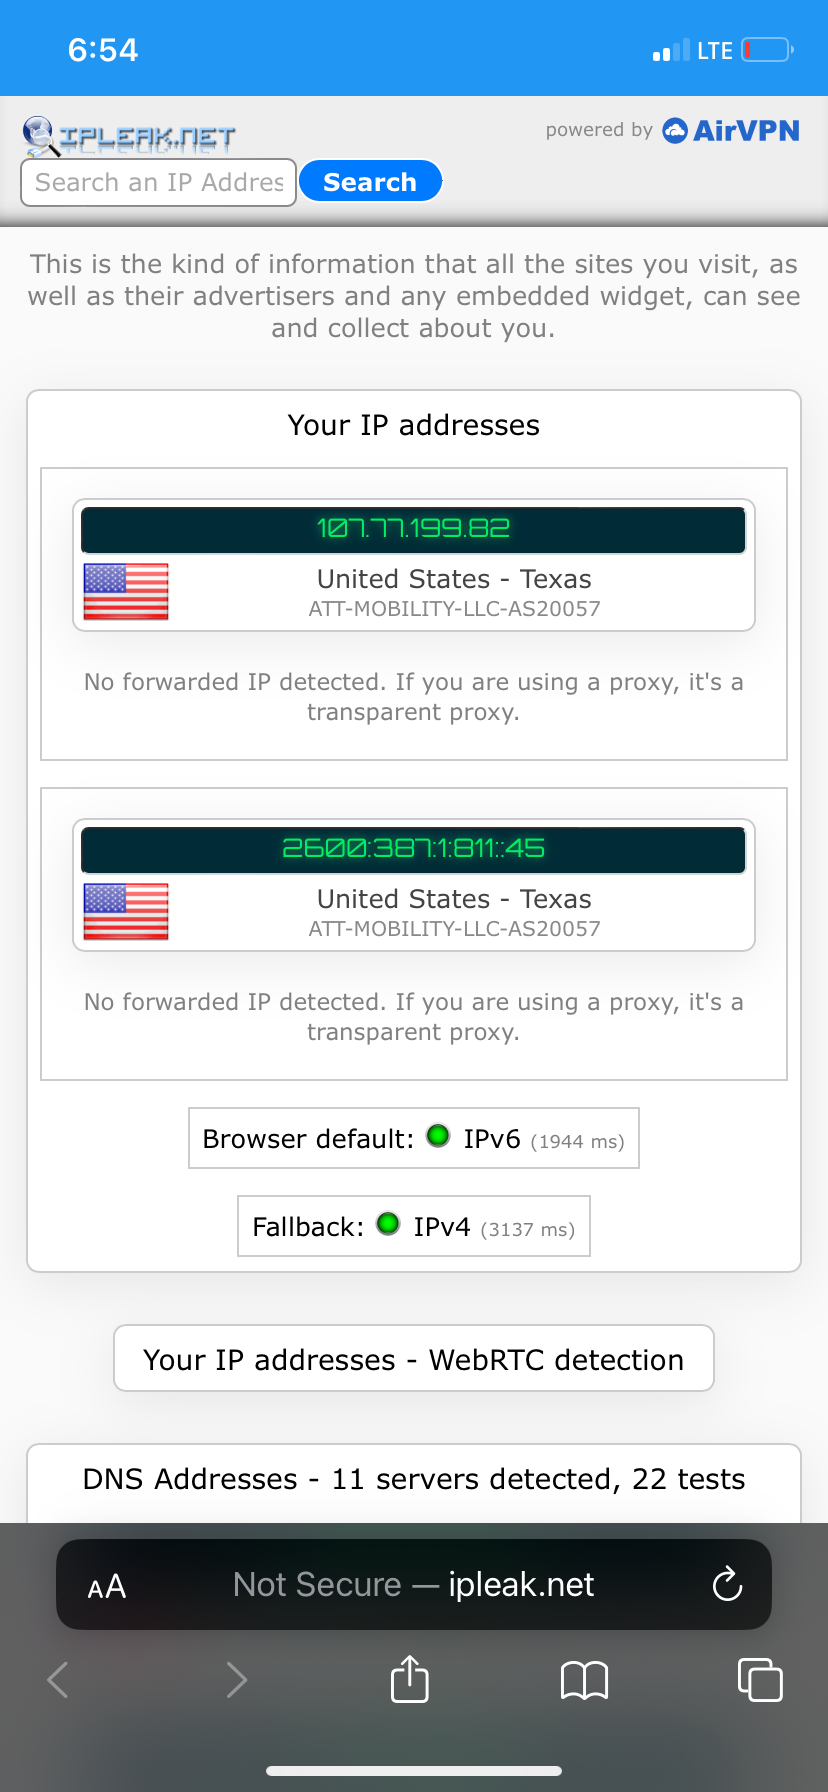 6:54
LTE
IPLEAK.NET
powered by AirVPN
Search an IP Addres
Search
This is the kind of information that all the sites you visit, as
well as their advertisers and any embedded widget, can see
and collect about you.
Your IP addresses
107.77.199.82
United States - Texas
ATT-MOBILITY-LLC-AS20057
No forwarded IP detected. If you are using a proxy, it's a
transparent proxy.
2600:387:1:811::45
United States - Texas
ATT-MOBILITY-LLC-AS20057
No forwarded IP detected. If you are using a proxy, it's a
transparent proxy.
Browser default: IPv6 (1944 ms)
Fallback: IPv4 (3137 ms)
Your IP addresses - WebRTC detection
DNS Addresses - 11 servers detected, 22 tests
AA Not Secure — ipleak.net